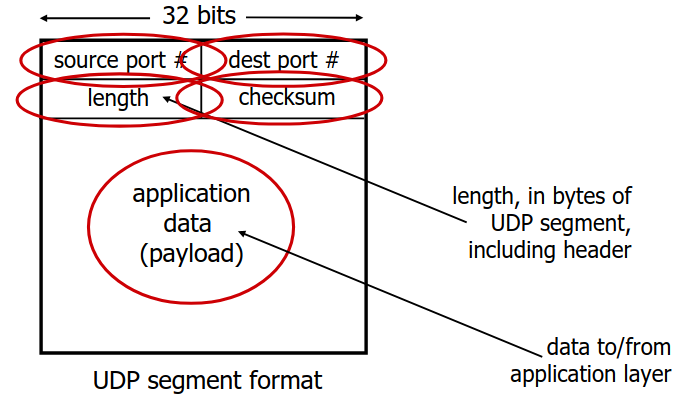 32 bits
source port # dest port #
length checksum
application
data
(payload)
length, in bytes of
UDP segment,
including header
data to/from
application layer
UDP segment format